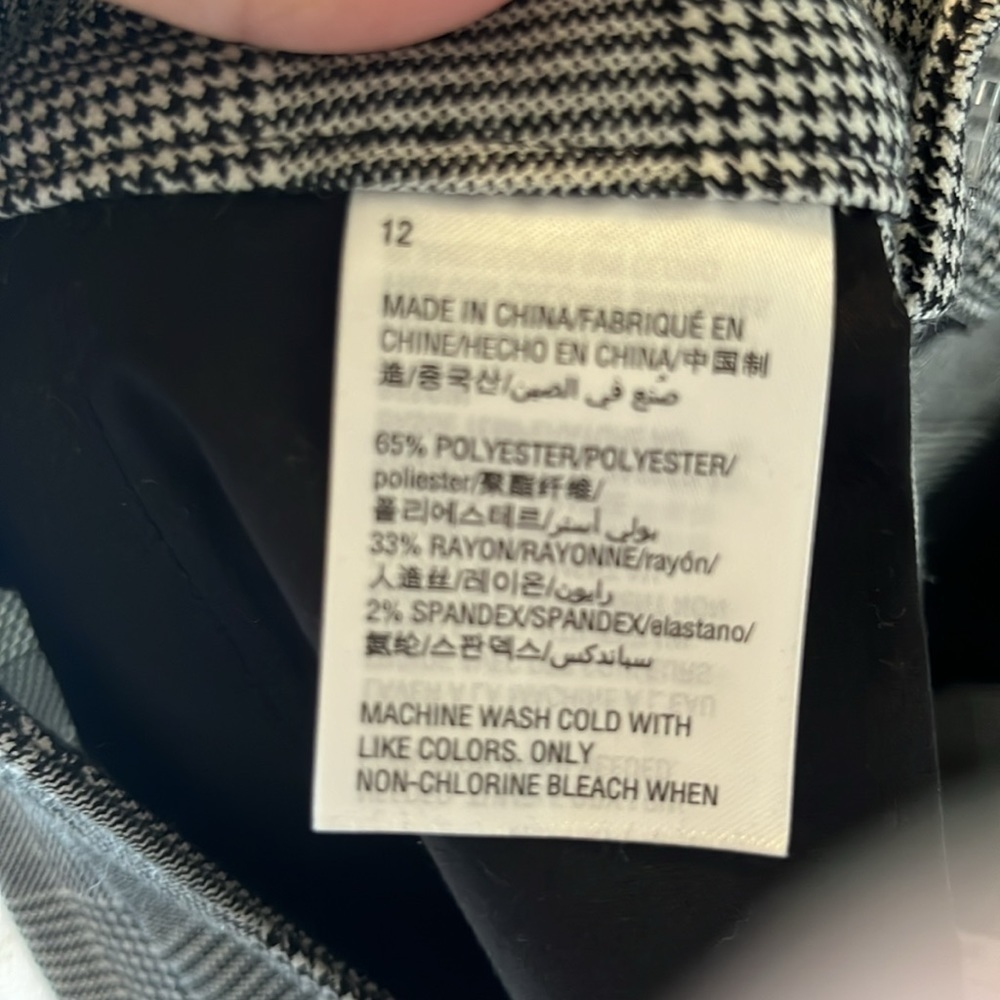 12
MADE IN CHINA/FABRIQUÉ EN
CHINE/HECHO EN CHINA/中国制
造/중국산/صنع في الصين
65% POLYESTER/POLYESTER/
poliester/聚酯纤维/
폴리에스테르/بولي أستر
33% RAYON/RAYONNE/rayón/
人造丝/레이온/رايون
2% SPANDEX/SPANDEX/elastano/
氨纶/스판덱스/سباندكس
MACHINE WASH COLD WITH
LIKE COLORS. ONLY
NON-CHLORINE BLEACH WHEN